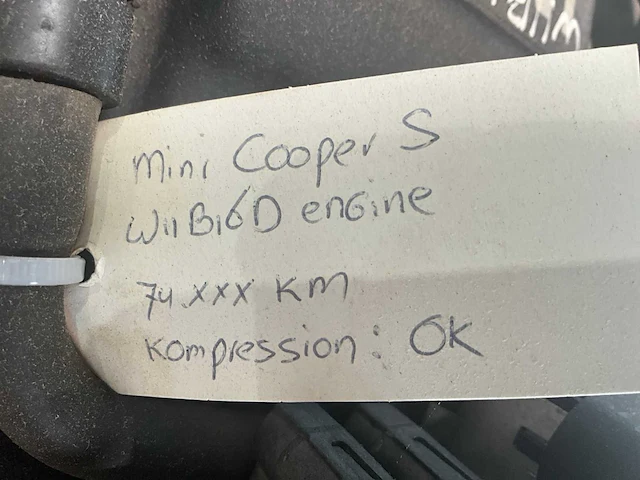 Mini Cooper S
W11B16D engine
74.xxx KM
Kompression: OK